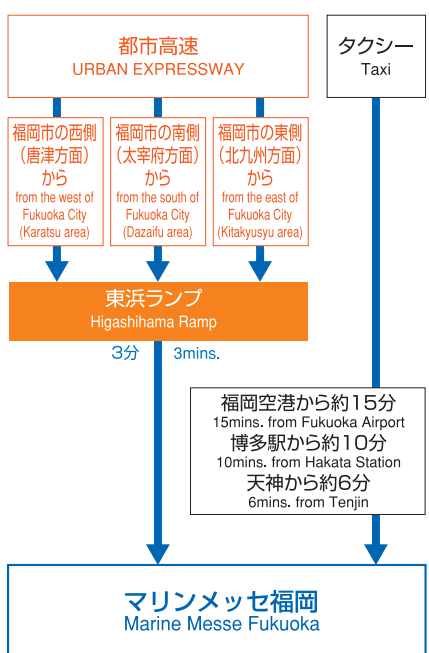 都市高速
URBAN EXPRESSWAY
タクシー
Taxi
福岡市の西側
（唐津方面）
から
from the west of
Fukuoka City
(Karatsu area)
福岡市の南側
（太宰府方面）
から
from the south of
Fukuoka City
(Dazaifu area)
福岡市の東側
（北九州方面）
から
from the east of
Fukuoka City
(Kitakyusyu area)
東浜ランプ
Higashihama Ramp
3分 3mins.
福岡空港から約15分
15mins. from Fukuoka Airport
博多駅から約10分
10mins. from Hakata Station
天神から約6分
6mins. from Tenjin
マリンメッセ福岡
Marine Messe Fukuoka